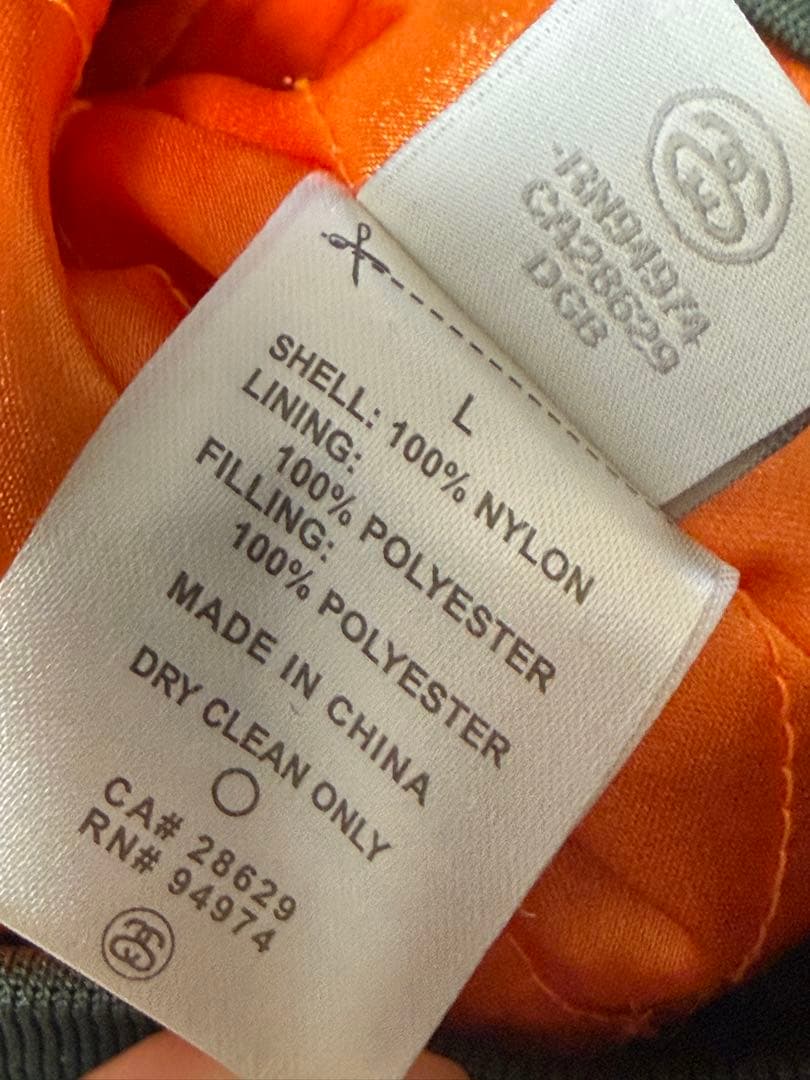 RN94974
CA28629
DGB
L
SHELL: 100% NYLON
LINING:
100% POLYESTER
FILLING:
100% POLYESTER
MADE IN CHINA
DRY CLEAN ONLY
CA# 28629
RN# 94974